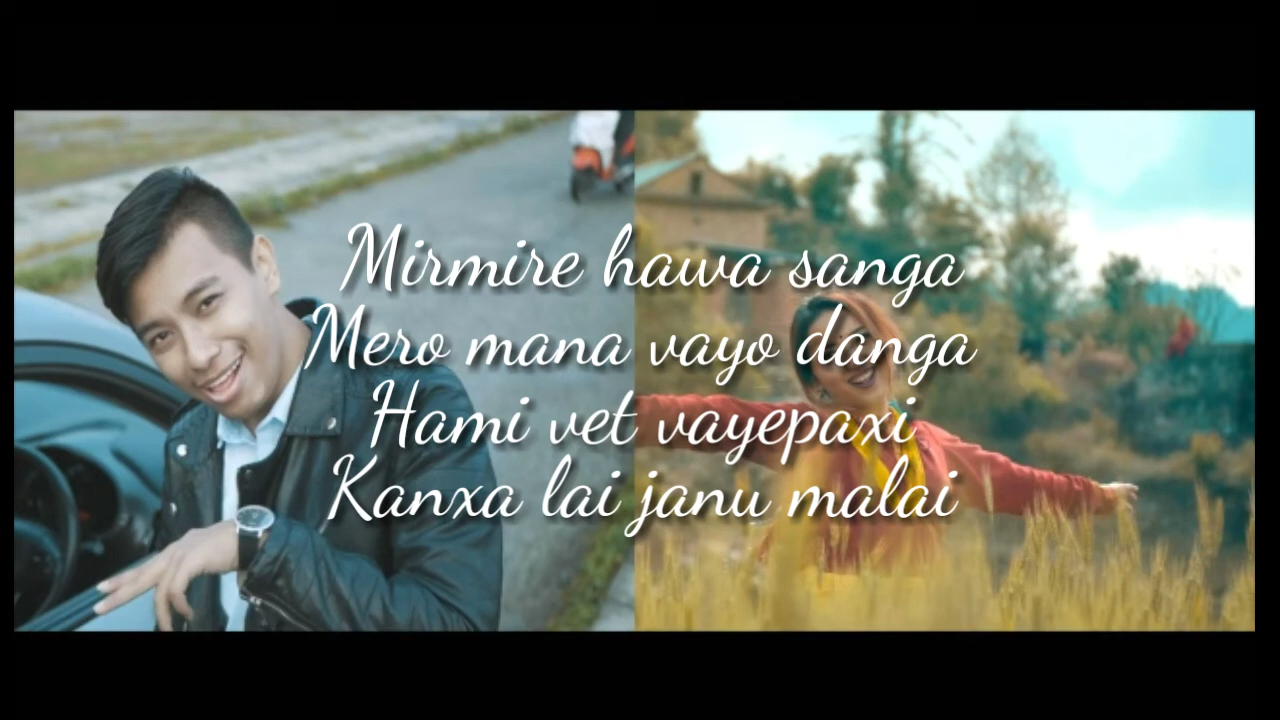 Mirmire hawa sanga
Mero mana vayo danga
Hami vet vayepaxi
Kanxa lai janu malai